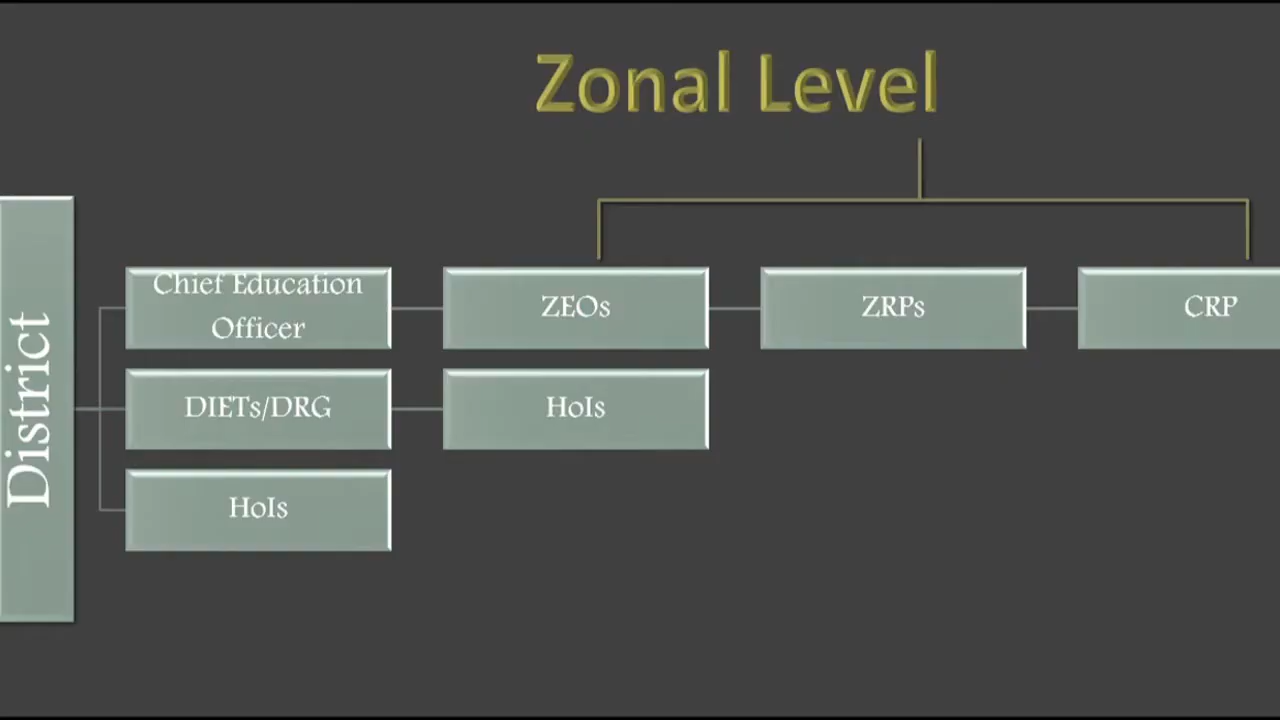 Zonal Level
District
Chief Education
Officer
ZEOs
ZRPs
CRP
DIETs/DRG
HoIs
HoIs